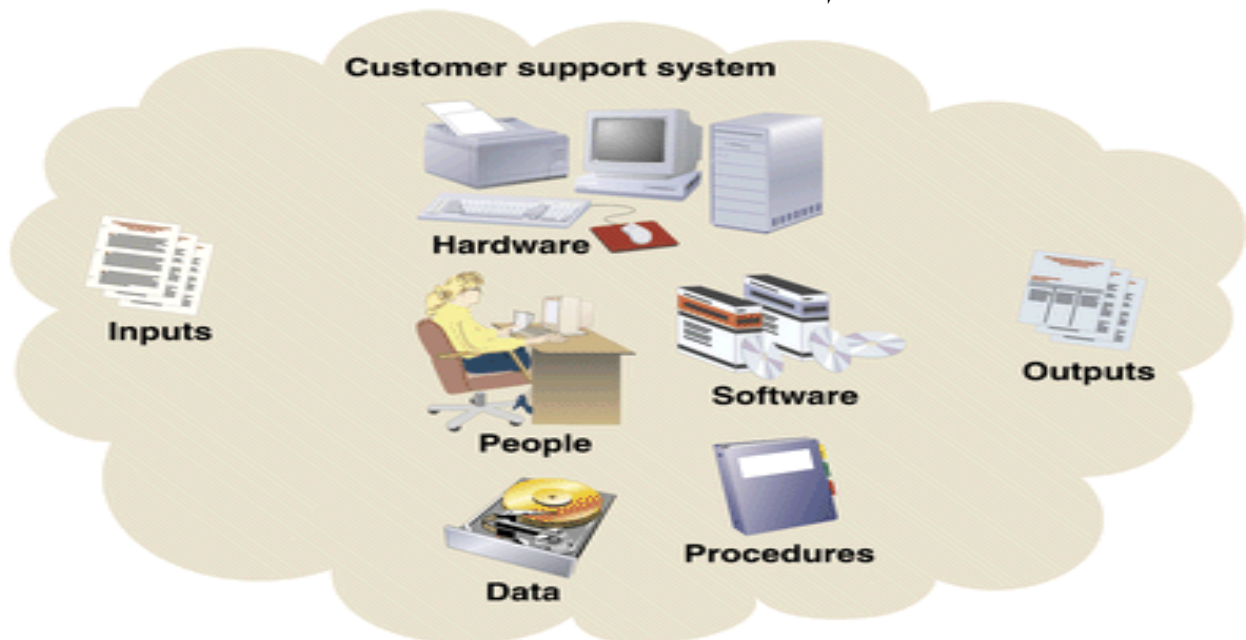 Customer support system
Hardware
Inputs
Outputs
Software
People
Procedures
Data